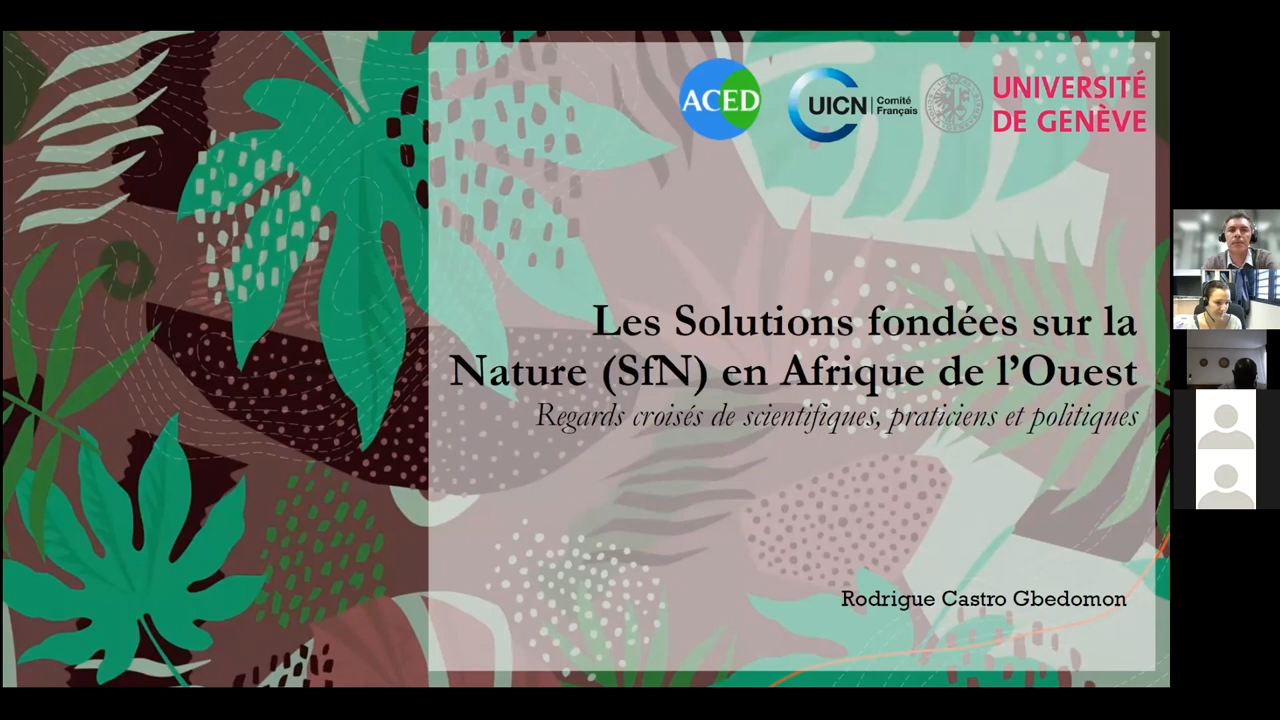 ACED
UICN
Comité
Français
UNIVERSITÉ
DE GENÈVE
Les Solutions fondées sur la
Nature (SfN) en Afrique de l'Ouest
Regards croisés de scientifiques, praticiens et politiques
Rodrigue Castro Gbedomon